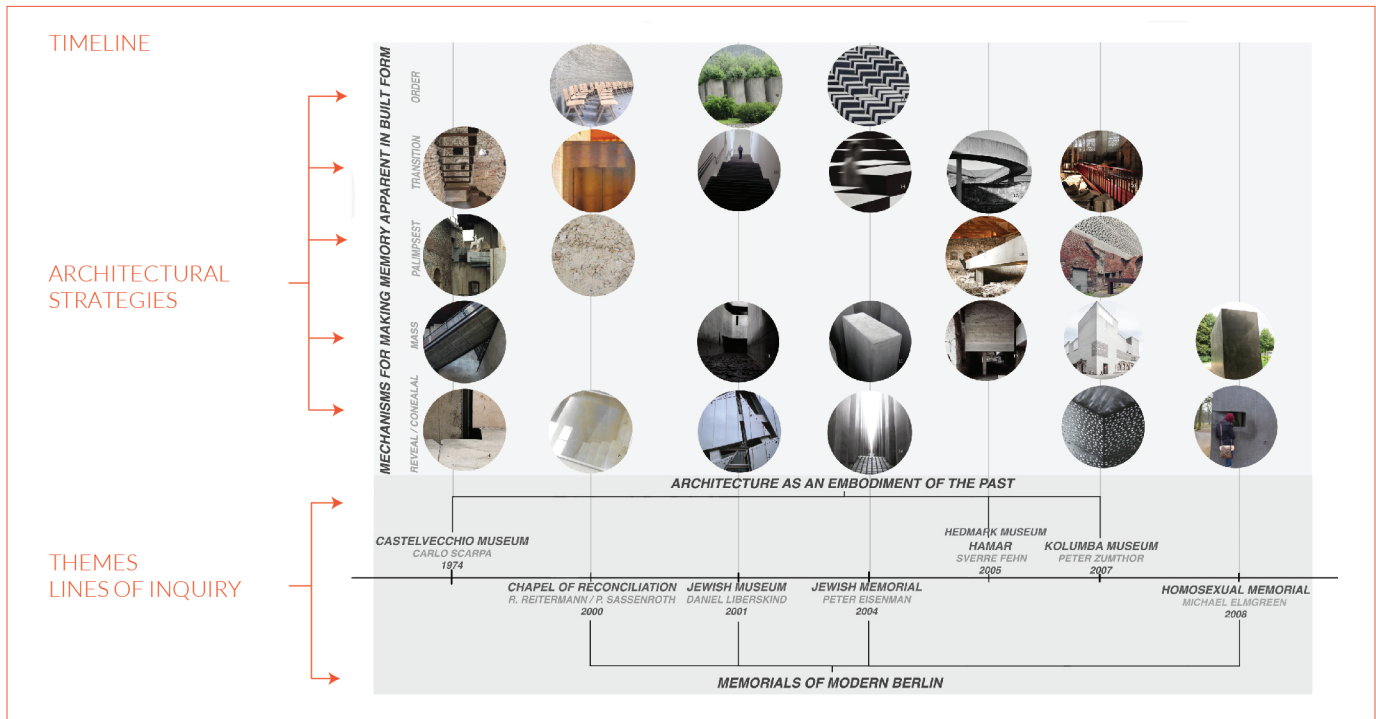 TIMELINE
ARCHITECTURAL
STRATEGIES
THEMES
LINES OF INQUIRY
MECHANISMS FOR MAKING MEMORY APPARENT IN BUILT FORM
ORDER
TRANSITION
PALIMPSEST
MASS
REVEAL / CONEALAL
ARCHITECTURE AS AN EMBODIMENT OF THE PAST
CASTELVECCHIO MUSEUM
CARLO SCARPA
1974
HEDMARK MUSEUM
HAMAR
SVERRE FEHN
2005
KOLUMBA MUSEUM
PETER ZUMTHOR
2007
CHAPEL OF RECONCILIATION
R. REITERMANN / P. SASSENROTH
2000
JEWISH MUSEUM
DANIEL LIBERSKIND
2001
JEWISH MEMORIAL
PETER EISENMAN
2004
HOMOSEXUAL MEMORIAL
MICHAEL ELMGREEN
2008
MEMORIALS OF MODERN BERLIN